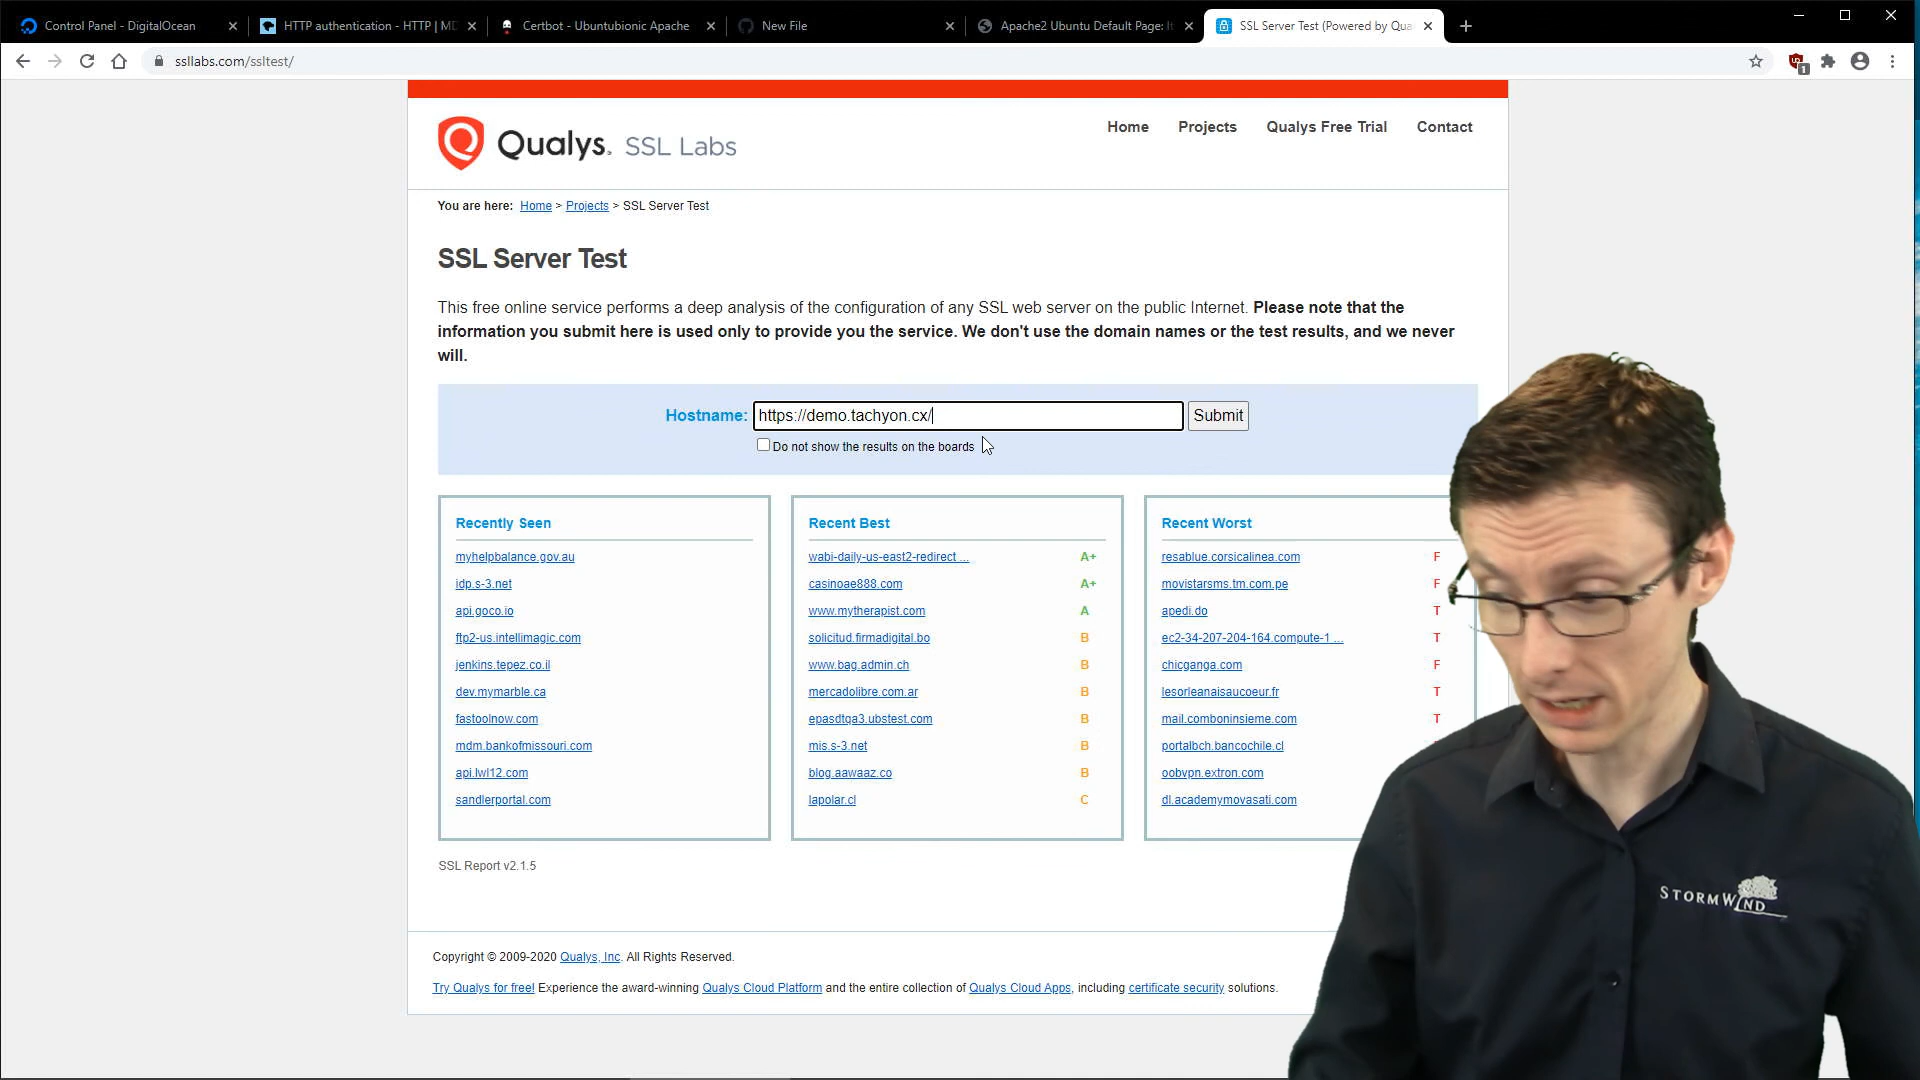 Control Panel - DigitalOcean
HTTP authentication - HTTP | MD
Certbot - Ubuntubionic Apache
New File
Apache2 Ubuntu Default Page: It
SSL Server Test (Powered by Qua
ssllabs.com/ssltest/
1
Qualys. SSL Labs
Home Projects Qualys Free Trial Contact
You are here: Home > Projects > SSL Server Test
SSL Server Test
This free online service performs a deep analysis of the configuration of any SSL web server on the public Internet. Please note that the
information you submit here is used only to provide you the service. We don't use the domain names or the test results, and we never
will.
Hostname: https://demo.tachyon.cx/ Submit
Do not show the results on the boards
Recently Seen
myhelpbalance.gov.au
idp.s-3.net
api.goco.io
ftp2-us.intellimagic.com
jenkins.tepez.co.il
dev.mymarble.ca
fastoolnow.com
mdm.bankofmissouri.com
api.lwl12.com
sandlerportal.com
Recent Best
wabi-daily-us-east2-redirect ... A+
casinoae888.com A+
www.mytherapist.com A
solicitud.firmadigital.bo B
www.bag.admin.ch B
mercadolibre.com.ar B
epasdtqa3.ubstest.com B
mis.s-3.net B
blog.aawaaz.co B
lapolar.cl C
Recent Worst
resablue.corsicalinea.com F
movistarsms.tm.com.pe F
apedi.do T
ec2-34-207-204-164.compute-1 ... T
chicganga.com F
lesorleanaisaucoeur.fr T
mail.comboninsieme.com T
portalbch.bancochile.cl
oobvpn.extron.com
dl.academymovasati.com
SSL Report v2.1.5
Copyright © 2009-2020 Qualys, Inc. All Rights Reserved.
Try Qualys for free! Experience the award-winning Qualys Cloud Platform and the entire collection of Qualys Cloud Apps, including certificate security solutions.
STORMWIND